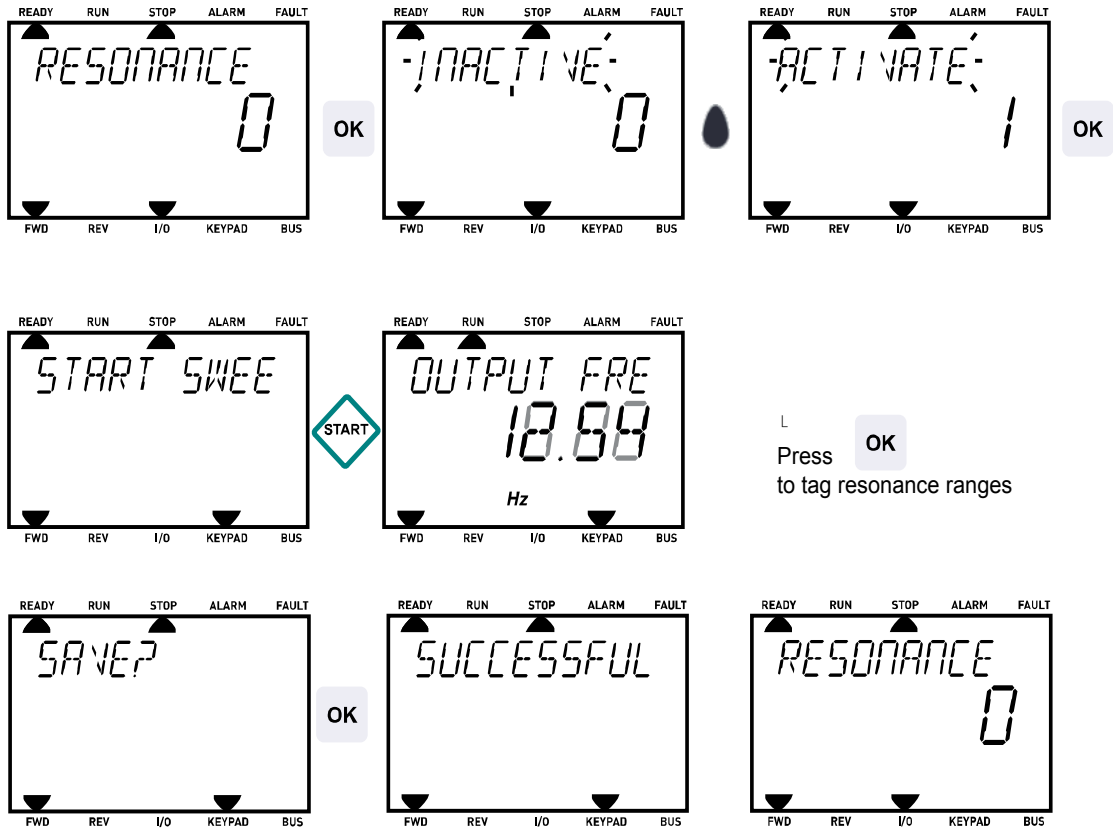 READY RUN STOP ALARM FAULT
RESONANCE
0
FWD REV I/O KEYPAD BUS
OK
READY RUN STOP ALARM FAULT
INACTIVE
0
FWD REV I/O KEYPAD BUS
READY RUN STOP ALARM FAULT
ACTIVATE
1
FWD REV I/O KEYPAD BUS
OK
READY RUN STOP ALARM FAULT
START SWEE
FWD REV I/O KEYPAD BUS
START
READY RUN STOP ALARM FAULT
OUTPUT FRE
12.54
Hz
FWD REV I/O KEYPAD BUS
L
Press OK
to tag resonance ranges
READY RUN STOP ALARM FAULT
SAVE?
FWD REV I/O KEYPAD BUS
OK
READY RUN STOP ALARM FAULT
SUCCESSFUL
FWD REV I/O KEYPAD BUS
READY RUN STOP ALARM FAULT
RESONANCE
0
FWD REV I/O KEYPAD BUS